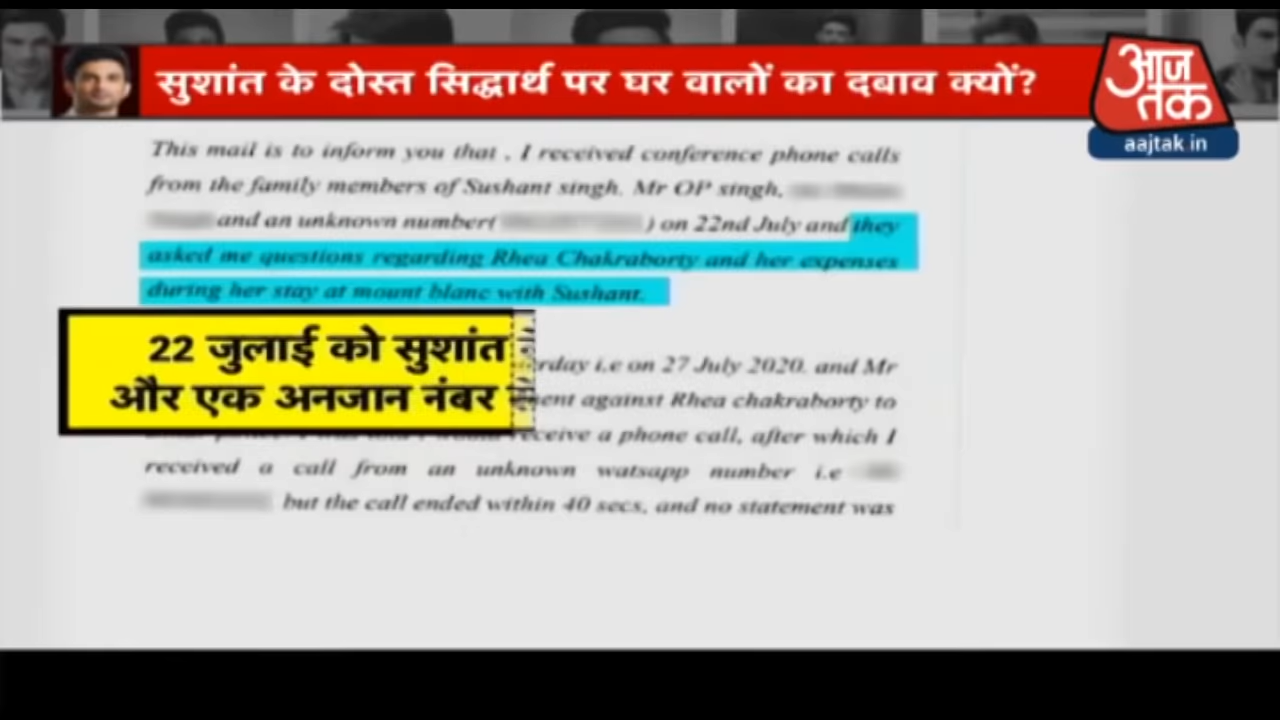 सुशांत के दोस्त सिद्धार्थ पर घर वालों का दबाव क्यों?
आज
तक
aajtak.in
This mail is to inform you that , I received conference phone calls
from the family members of Sushant singh. Mr OP singh,
and an unknown number( ) on 22nd July and they
asked me questions regarding Rhea Chakraborty and her expenses
during her stay at mount blanc with Sushant.
22 जुलाई को सुशांत
और एक अनजान नंबर
i.e on 27 July 2020. and Mr
against Rhea chakraborty to
receive a phone call, after which I
received a call from an unknown watsapp number i.e
but the call ended within 40 secs, and no statement was